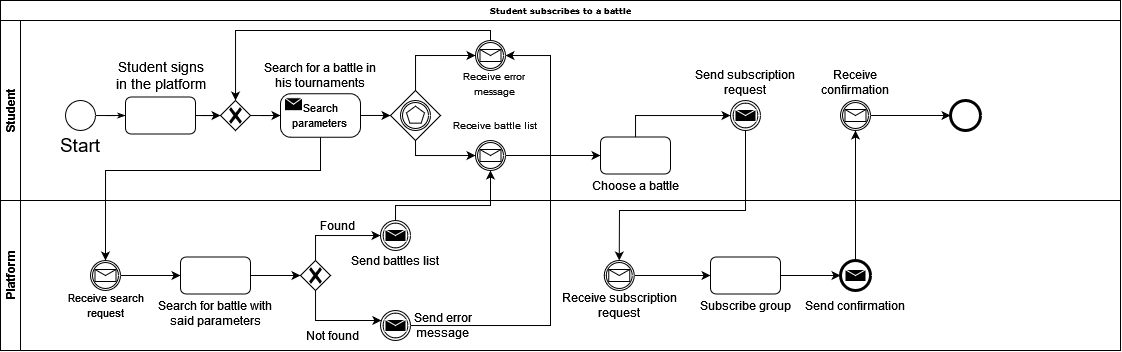 Student subscribes to a battle
Student
Student signs
in the platform
Start
Search for a battle in
his tournaments
Search
parameters
Receive error
message
Receive battle list
Choose a battle
Send subscription
request
Receive
confirmation
Platform
Receive search
request
Search for battle with
said parameters
Found
Not found
Send battles list
Send error
message
Receive subscription
request
Subscribe group
Send confirmation